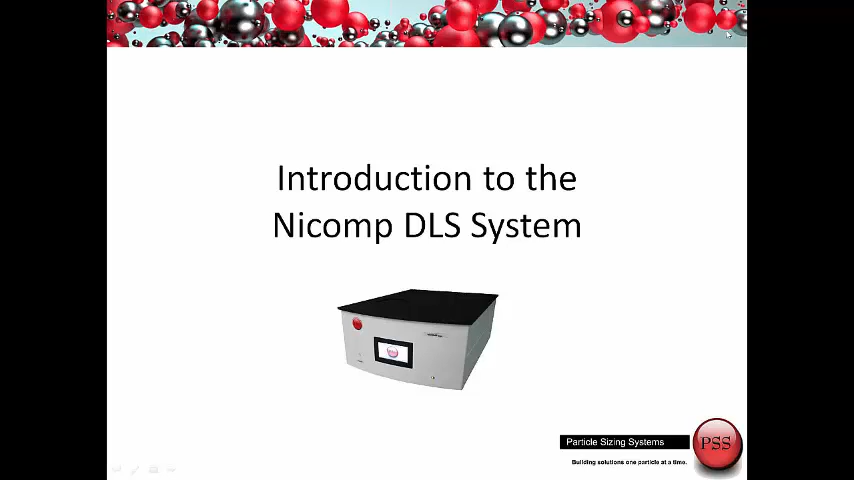 Introduction to the
Nicomp DLS System
Particle Sizing Systems
PSS
Building solutions one particle at a time.